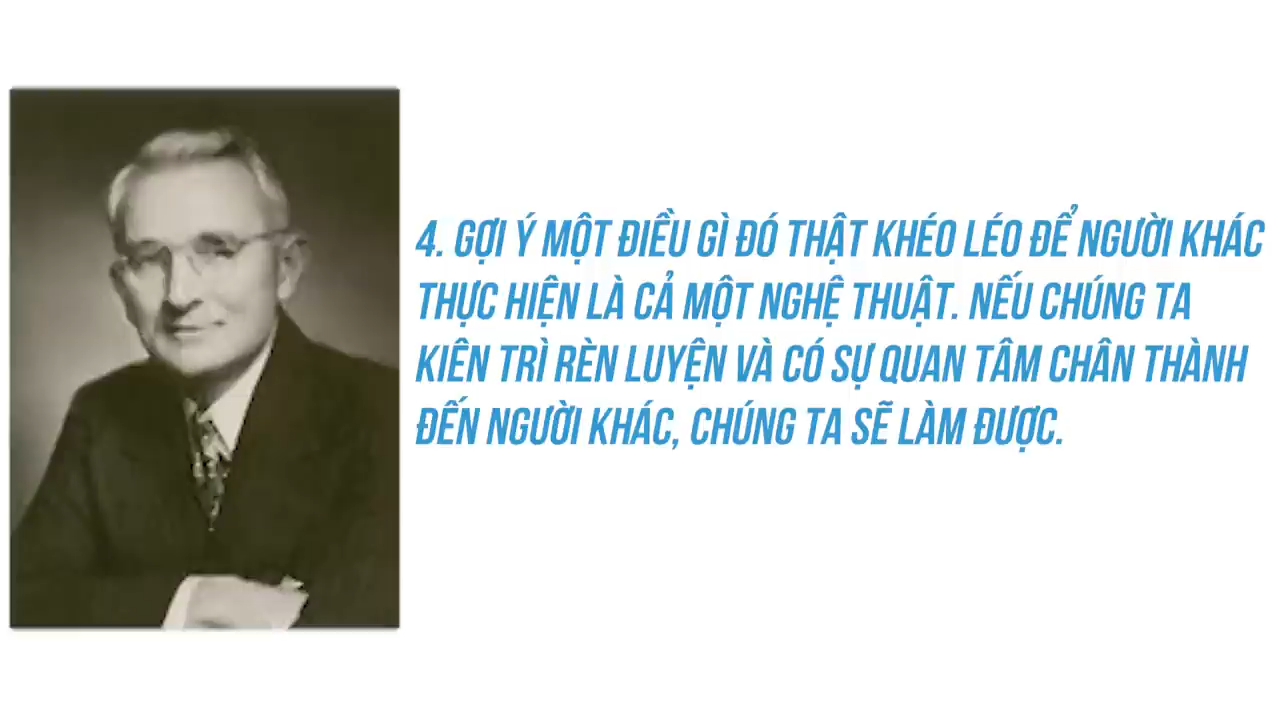 4. GỢI Ý MỘT ĐIỀU GÌ ĐÓ THẬT KHÉO LÉO ĐỂ NGƯỜI KHÁC
THỰC HIỆN LÀ CẢ MỘT NGHỆ THUẬT. NẾU CHÚNG TA
KIÊN TRÌ RÈN LUYỆN VÀ CÓ SỰ QUAN TÂM CHÂN THÀNH
ĐẾN NGƯỜI KHÁC, CHÚNG TA SẼ LÀM ĐƯỢC.